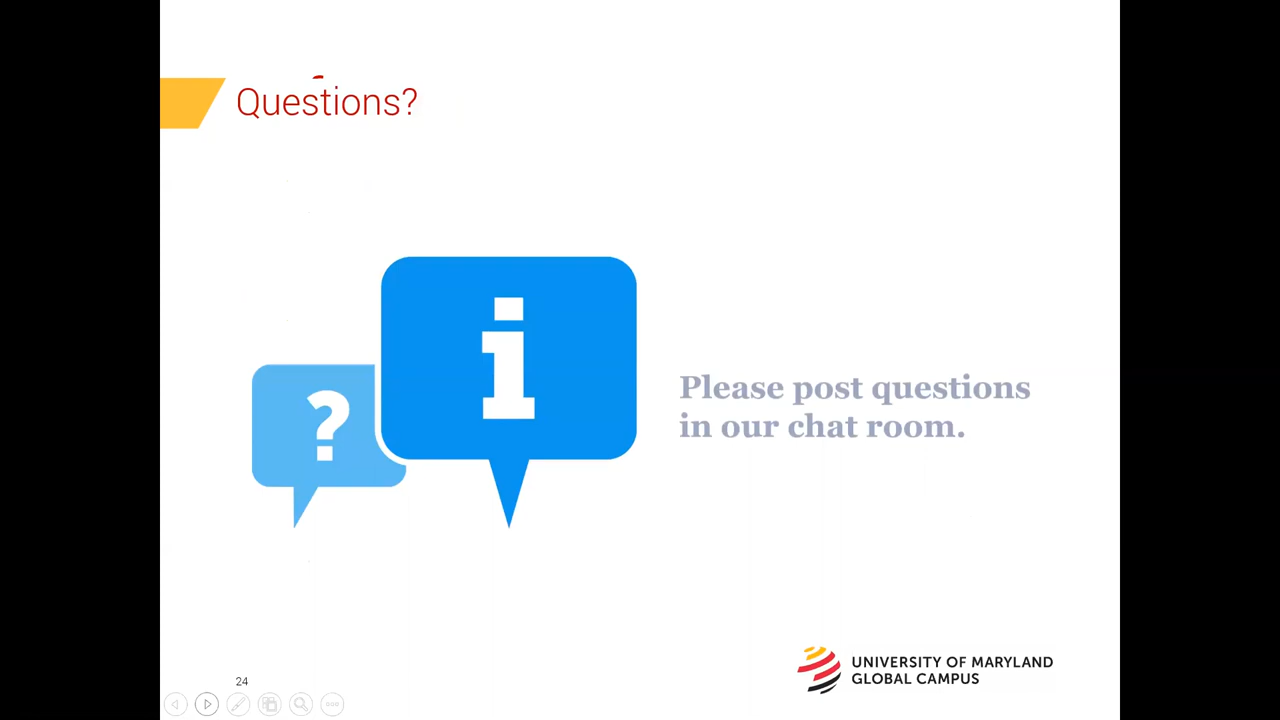 Questions?
?
i
Please post questions
in our chat room.
UNIVERSITY OF MARYLAND
GLOBAL CAMPUS
24